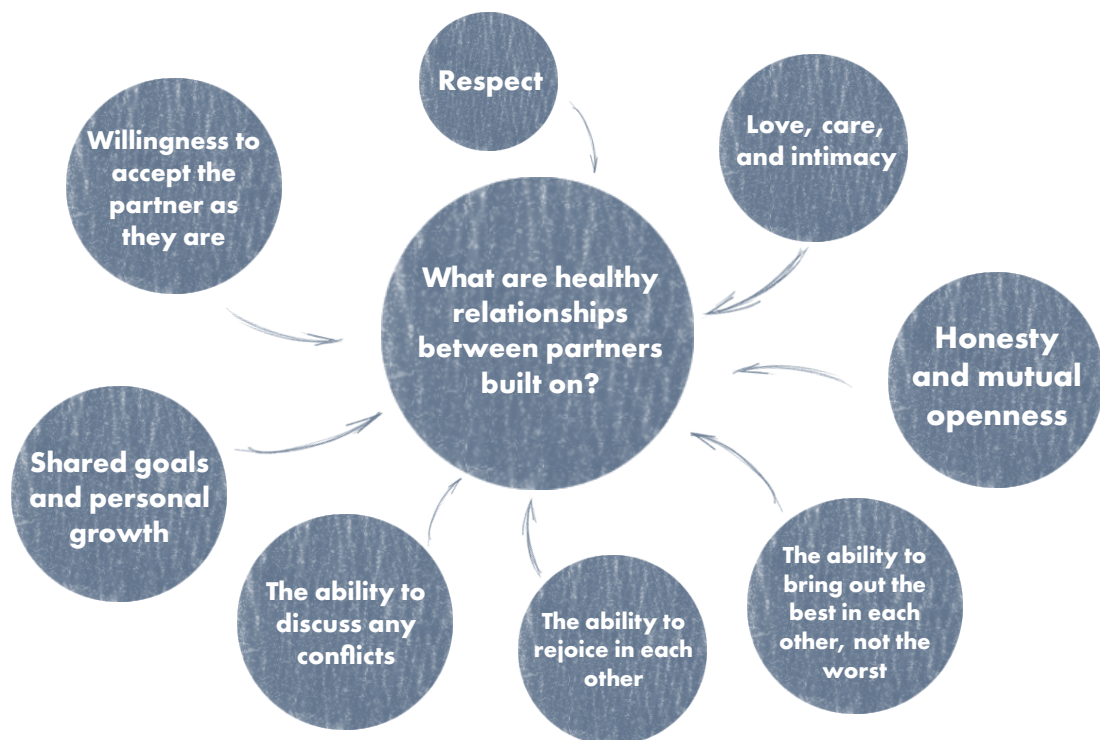 Respect
Love, care,
and intimacy
Willingness to
accept the
partner as
they are
What are healthy
relationships
between partners
built on?
Honesty
and mutual
openness
Shared goals
and personal
growth
The ability to
discuss any
conflicts
The ability to
rejoice in each
other
The ability to
bring out the
best in each
other, not the
worst